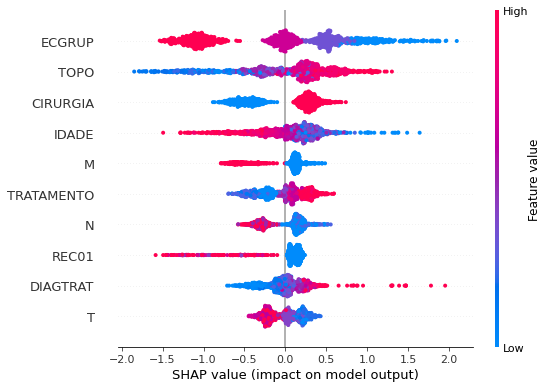 High
ECGRUP
TOPO
CIRURGIA
IDADE
M
TRATAMENTO
N
REC01
DIAGTRAT
T
Feature value
Low
−2.0 −1.5 −1.0 −0.5 0.0 0.5 1.0 1.5 2.0
SHAP value (impact on model output)